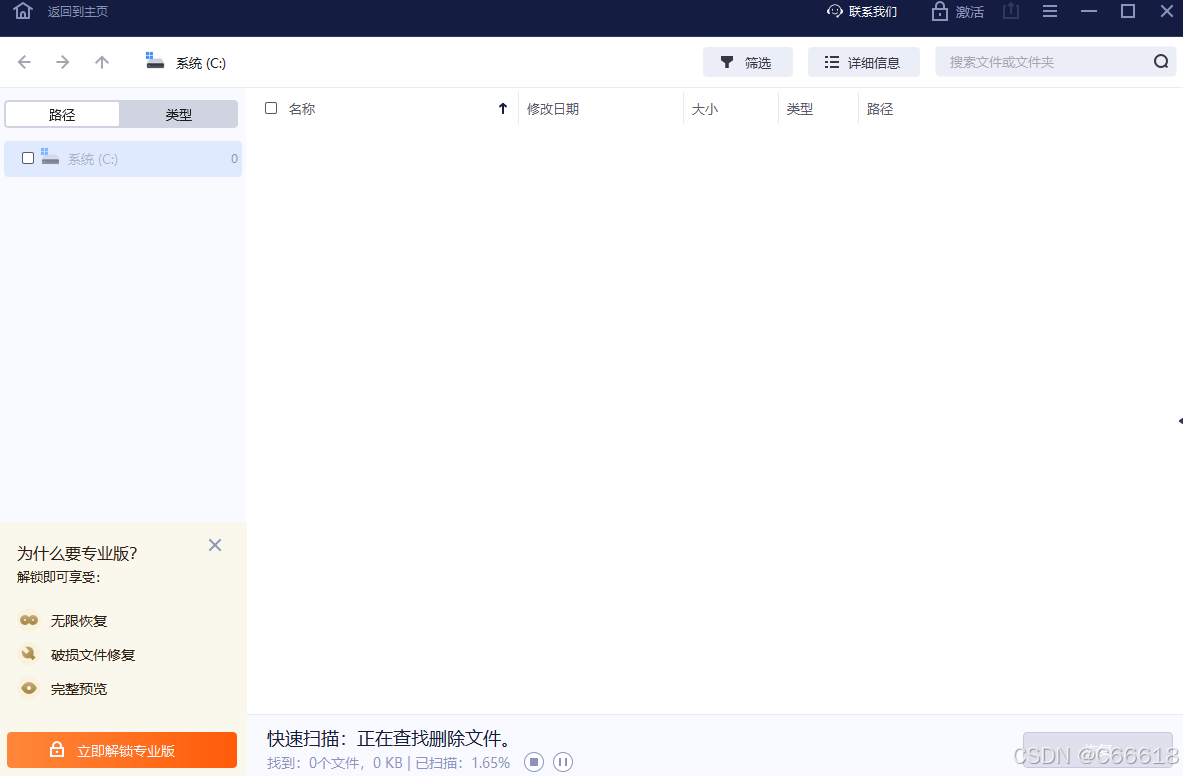 返回到主页
联系我们
激活
系统 (C:)
筛选
详细信息
搜索文件或文件夹
路径
类型
名称
修改日期
大小
类型
路径
系统 (C:)
0
为什么要专业版?
解锁即可享受:
无限恢复
破损文件修复
完整预览
立即解锁专业版
快速扫描：正在查找删除文件。
找到：0个文件，0 KB | 已扫描：1.65%
CSDN @C66618